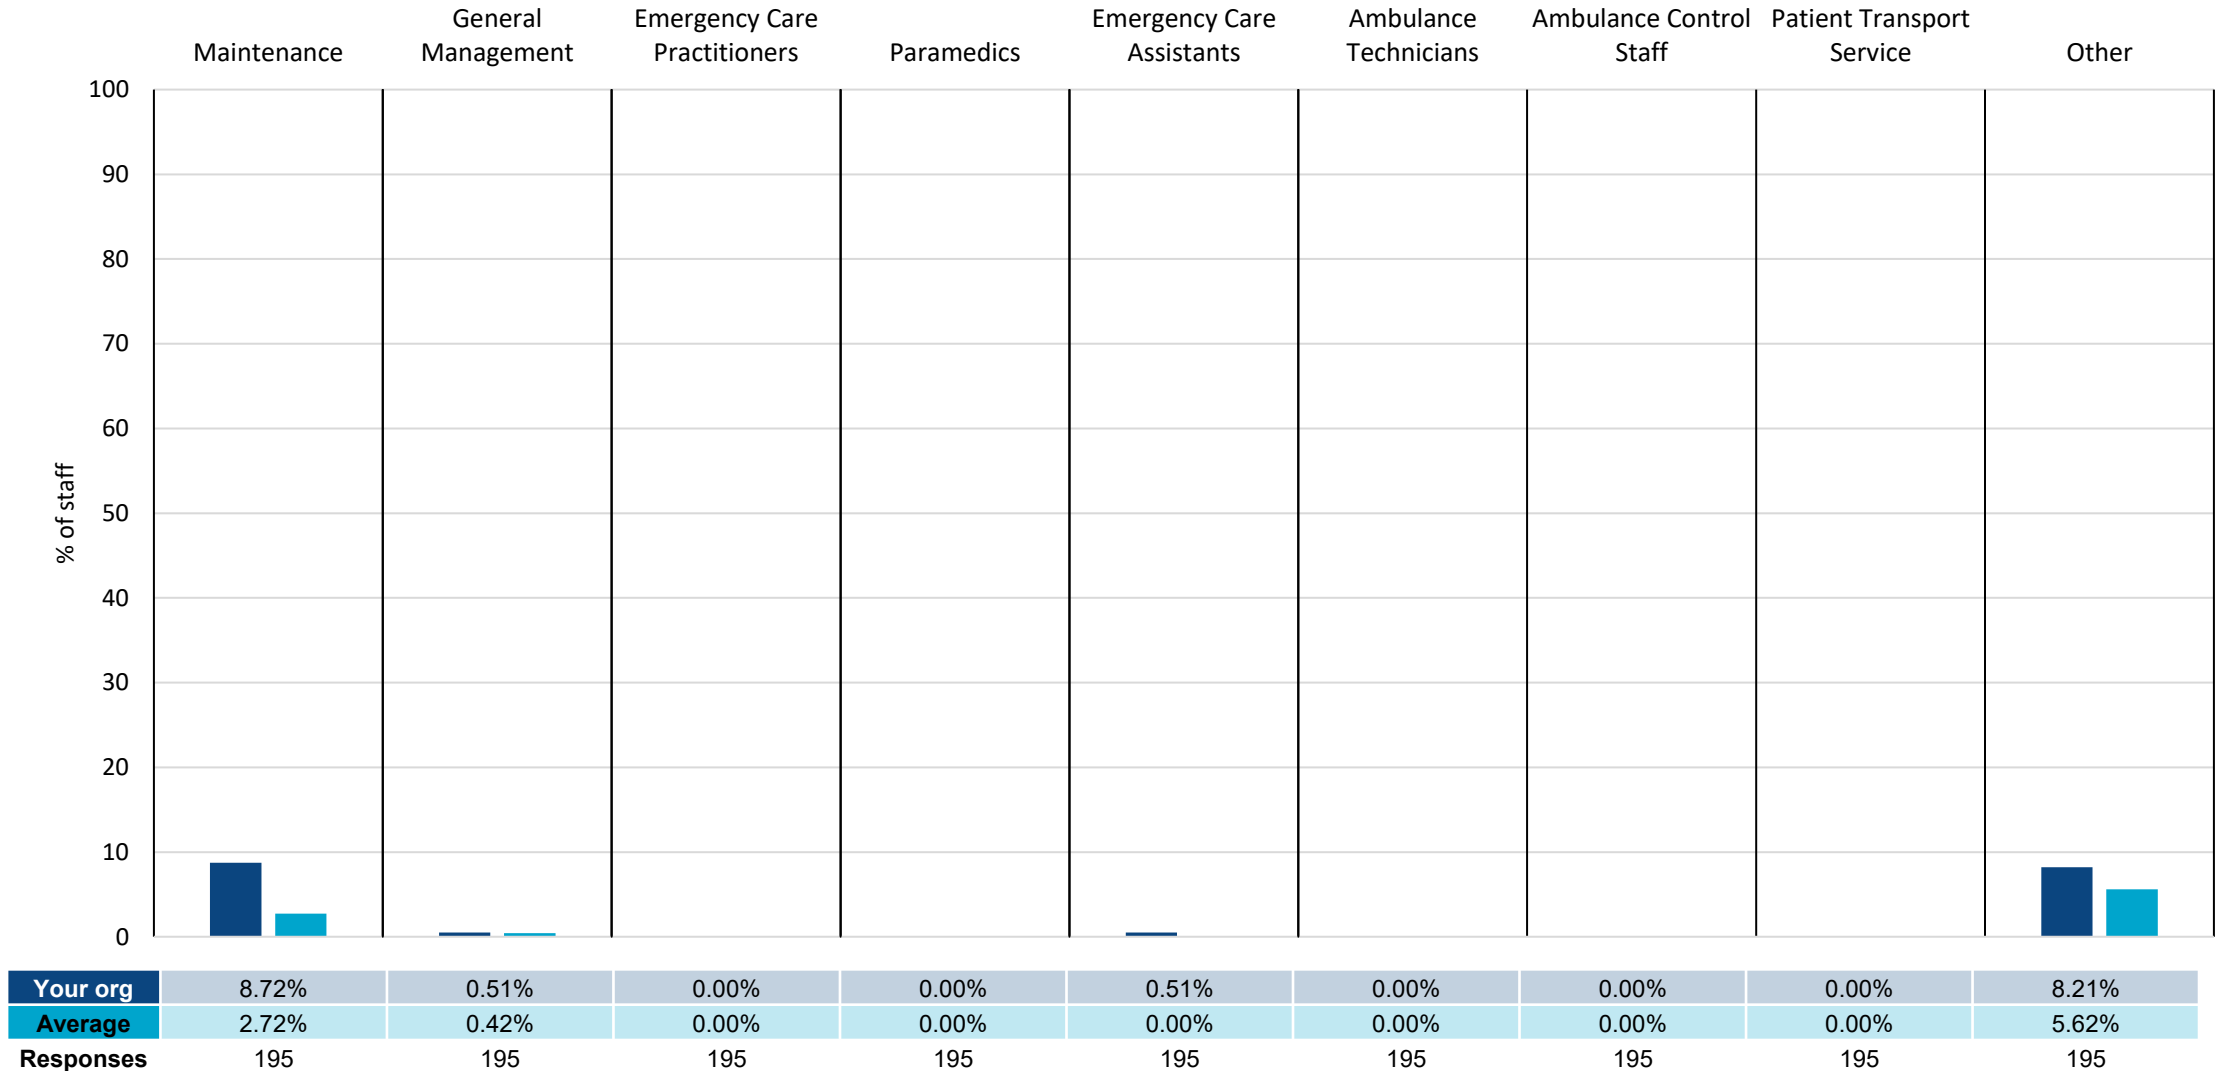 Maintenance
General
Management
Emergency Care
Practitioners
Paramedics
Emergency Care
Assistants
Ambulance
Technicians
Ambulance Control
Staff
Patient Transport
Service
Other
% of staff
100
90
80
70
60
50
40
30
20
10
0
Your org 8.72% 0.51% 0.00% 0.00% 0.51% 0.00% 0.00% 0.00% 8.21%
Average 2.72% 0.42% 0.00% 0.00% 0.00% 0.00% 0.00% 0.00% 5.62%
Responses 195 195 195 195 195 195 195 195 195